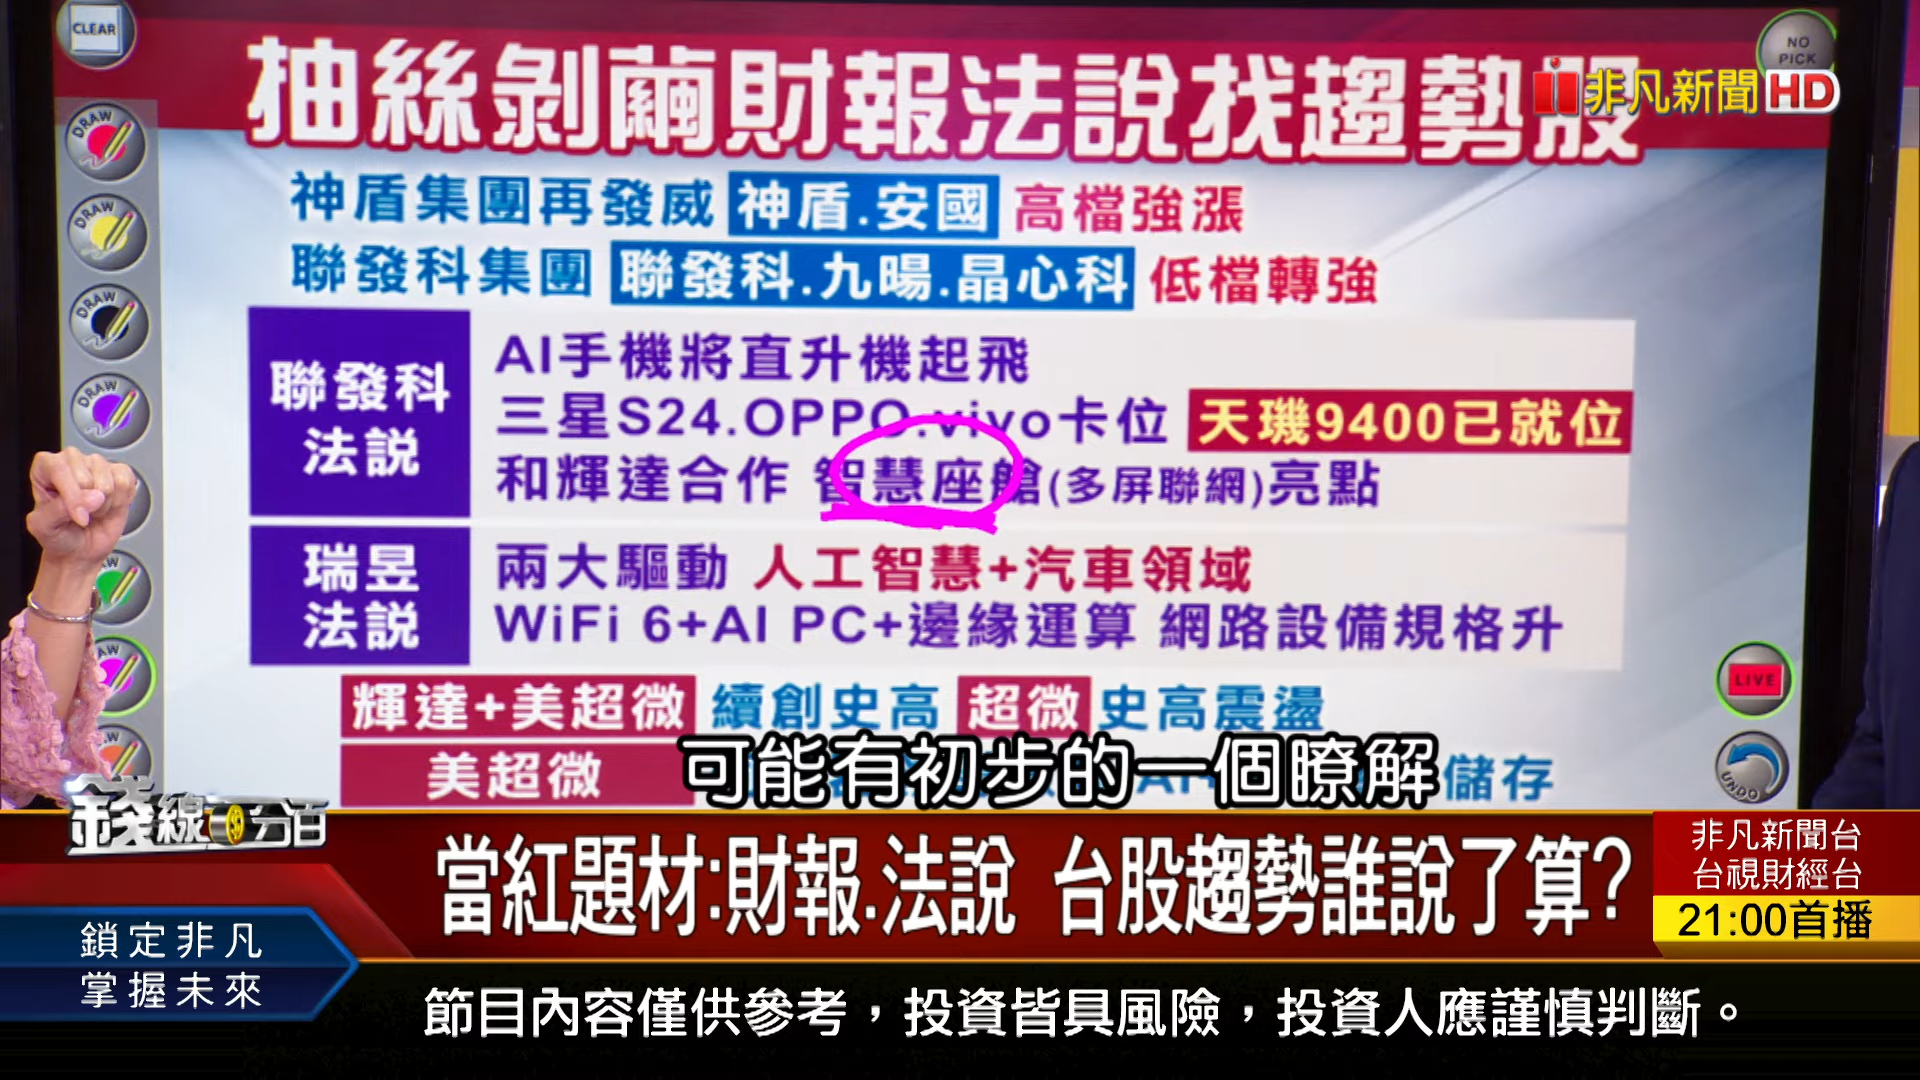 CLEAR
NO
PICK
抽絲剝繭財報法說找趨勢股
非凡新聞HD
DRAW
神盾集團再發威 神盾.安國 高檔強漲
DRAW
聯發科集團 聯發科.九暘.晶心科 低檔轉強
DRAW
聯發科
法說
AI手機將直升機起飛
三星S24.OPPO.vivo卡位 天璣9400已就位
和輝達合作 智慧座艙(多屏聯網)亮點
DRAW
瑞昱
法說
兩大驅動 人工智慧+汽車領域
WiFi 6+AI PC+邊緣運算 網路設備規格升
AW
AW
AW
LIVE
UNDO
輝達+美超微 續創史高 超微 史高震盪
美超微
儲存
可能有初步的一個瞭解
錢線百分百
當紅題材:財報.法說 台股趨勢誰說了算?
非凡新聞台
台視財經台
21:00首播
鎖定非凡
掌握未來
節目內容僅供參考，投資皆具風險，投資人應謹慎判斷。